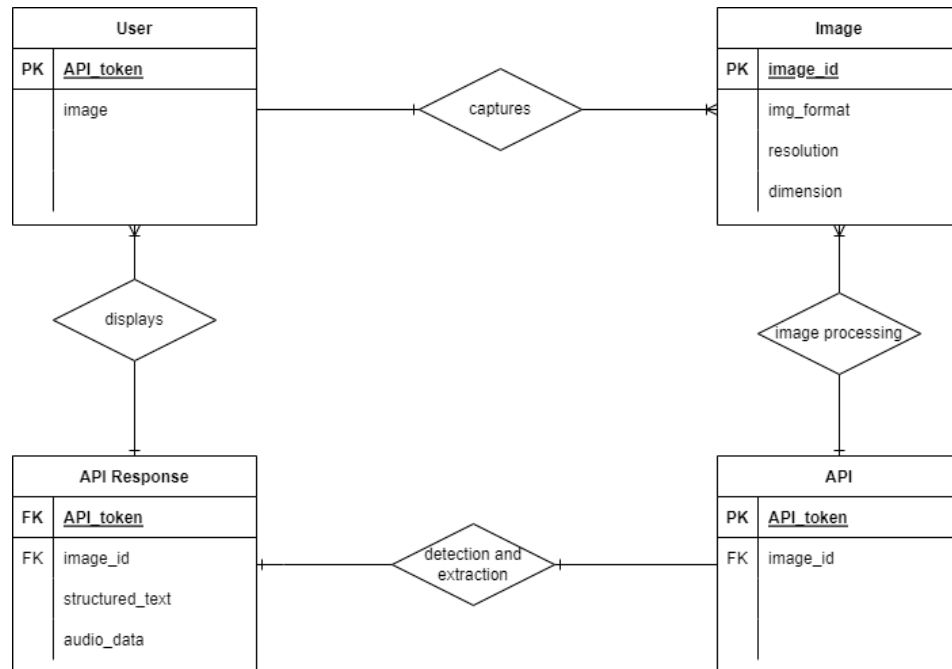 User
PK API_token
image
captures
Image
PK image_id
img_format
resolution
dimension
displays
image processing
API Response
FK API_token
FK image_id
structured_text
audio_data
detection and
extraction
API
PK API_token
FK image_id